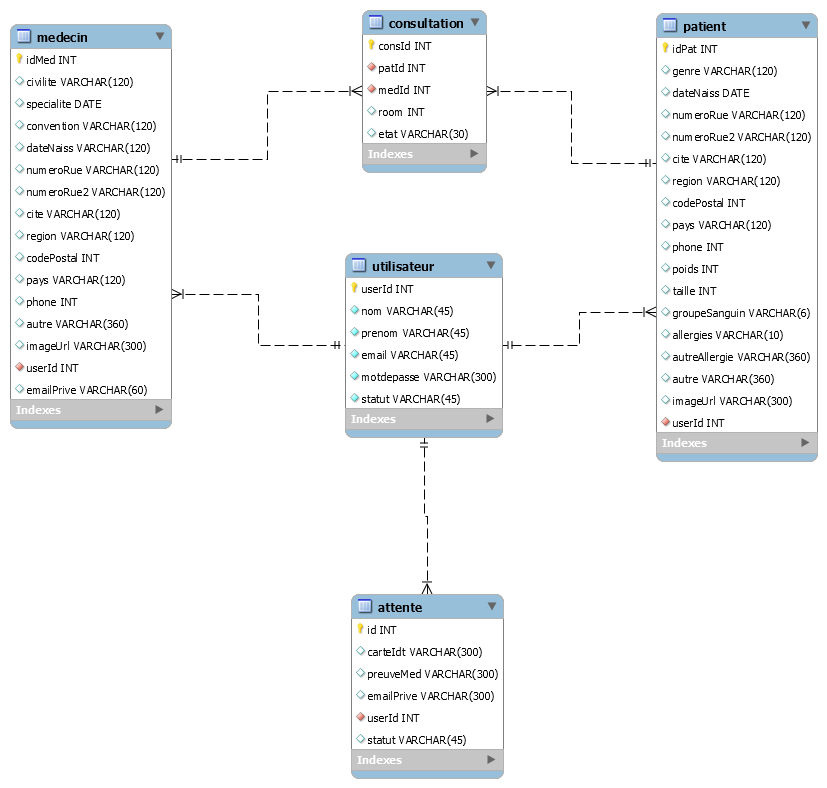 medecin
idMed INT
civilite VARCHAR(120)
specialite DATE
convention VARCHAR(120)
dateNaiss VARCHAR(120)
numeroRue VARCHAR(120)
numeroRue2 VARCHAR(120)
cite VARCHAR(120)
region VARCHAR(120)
codePostal INT
pays VARCHAR(120)
phone INT
autre VARCHAR(360)
imageUrl VARCHAR(300)
userId INT
emailPrive VARCHAR(60)
Indexes
consultation
consId INT
patId INT
medId INT
room INT
etat VARCHAR(30)
Indexes
patient
idPat INT
genre VARCHAR(120)
dateNaiss DATE
numeroRue VARCHAR(120)
numeroRue2 VARCHAR(120)
cite VARCHAR(120)
region VARCHAR(120)
codePostal INT
pays VARCHAR(120)
phone INT
poids INT
taille INT
groupeSanguin VARCHAR(6)
allergies VARCHAR(10)
autreAllergie VARCHAR(360)
autre VARCHAR(360)
imageUrl VARCHAR(300)
userId INT
Indexes
utilisateur
userId INT
nom VARCHAR(45)
prenom VARCHAR(45)
email VARCHAR(45)
motdepasse VARCHAR(300)
statut VARCHAR(45)
Indexes
attente
id INT
carteIdt VARCHAR(300)
preuveMed VARCHAR(300)
emailPrive VARCHAR(300)
userId INT
statut VARCHAR(45)
Indexes